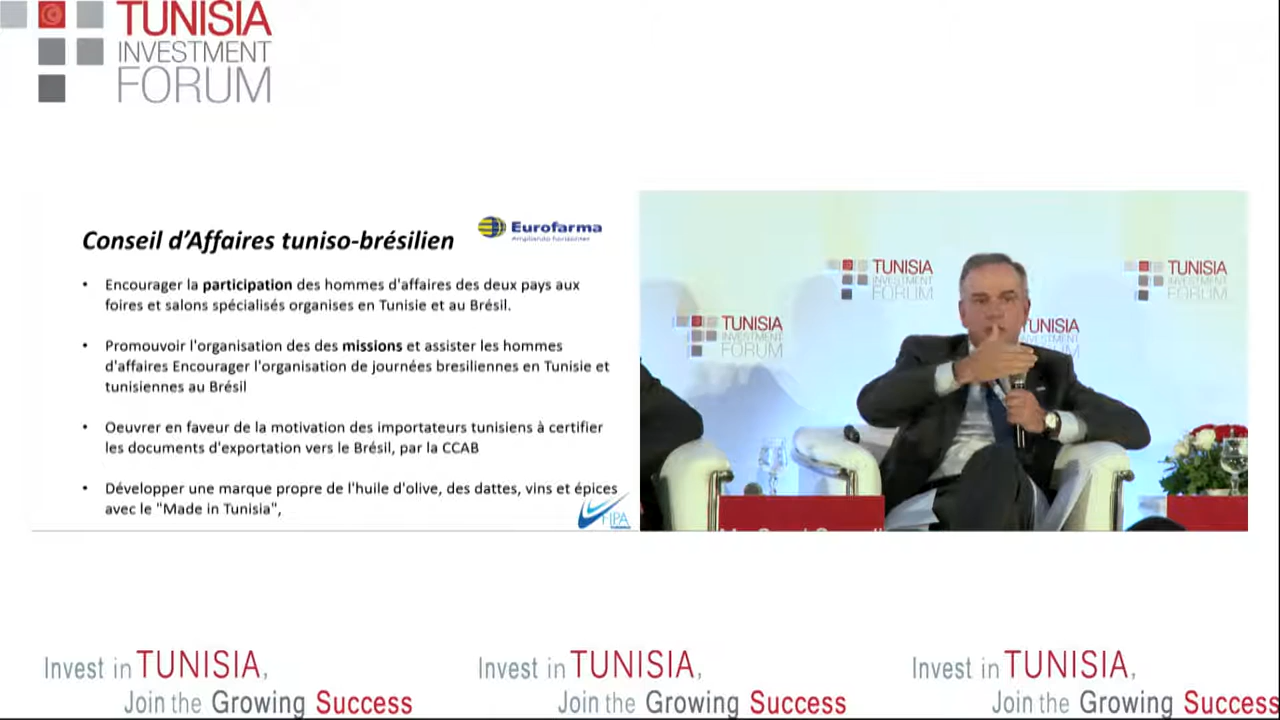 TUNISIA
INVESTMENT
FORUM
Conseil d'Affaires tuniso-brésilien
Eurofarma
• Encourager la participation des hommes d'affaires des deux pays aux
foires et salons spécialisés organises en Tunisie et au Brésil.
• Promouvoir l'organisation des des missions et assister les hommes
d'affaires Encourager l'organisation de journées bresiliennes en Tunisie et
tunisiennes au Brésil
• Oeuvrer en faveur de la motivation des importateurs tunisiens à certifier
les documents d'exportation vers le Brésil, par la CCAB
• Développer une marque propre de l'huile d'olive, des dattes, vins et épices
avec le "Made in Tunisia",
FIPA
TUNISIA
INVESTMENT
FORUM
TUNISIA
INVESTMENT
FORUM
TUNISIA
INVESTMENT
FORUM
TUNISIA
Invest in TUNISIA,
Join the Growing Success
Invest in TUNISIA,
Join the Growing Success
Invest in TUNISIA,
Join the Growing Success